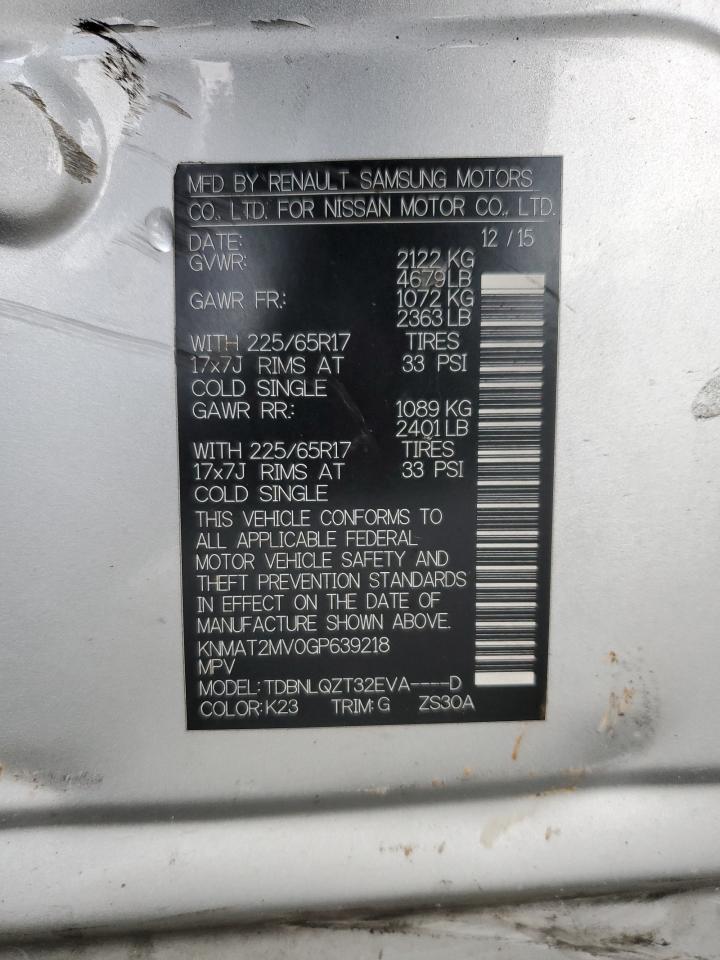 MFD BY RENAULT SAMSUNG MOTORS
CO., LTD. FOR NISSAN MOTOR CO., LTD.
DATE: 12 / 15
GVWR: 2122 KG
4679 LB
GAWR FR.: 1072 KG
2363 LB
WITH 225/65R17 TIRES
17x7J RIMS AT 33 PSI
COLD SINGLE
GAWR RR.: 1089 KG
2401 LB
WITH 225/65R17 TIRES
17x7J RIMS AT 33 PSI
COLD SINGLE
THIS VEHICLE CONFORMS TO
ALL APPLICABLE FEDERAL
MOTOR VEHICLE SAFETY AND
THEFT PREVENTION STANDARDS
IN EFFECT ON THE DATE OF
MANUFACTURE SHOWN ABOVE.
KNMAT2MV0GP639218
MPV
MODEL: TDBNLQZT32EVA----D
COLOR: K23 TRIM: G ZS30A